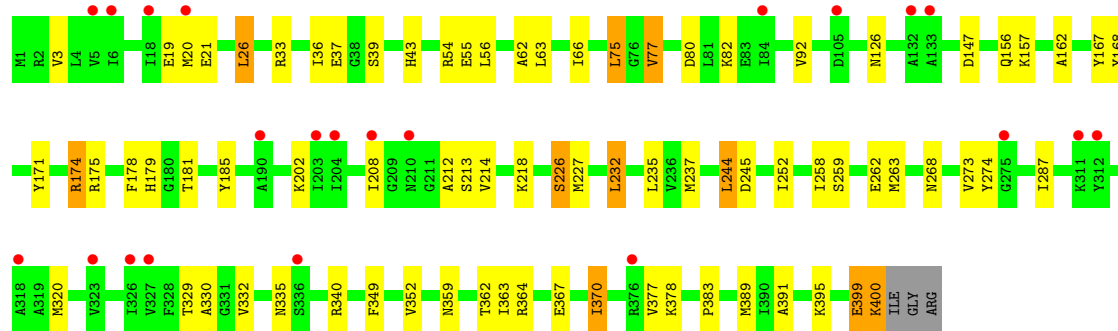 M1 R2 V3 L4 V5 I6 I18 E19 M20 E21 L26 R33 I36 E37 G38 S39 H43 R54 E55 L56 A62 L63 I66 L75 G76 V77 D80 L81 K82 E83 I84 V92 D105 N126 A132 A133 D147 Q156 K157 A162 Y167 Y168
Y171 R174 R175 F178 H179 G180 T181 Y185 A190 K202 I203 I204 I208 G209 N210 G211 A212 S213 V214 K218 S226 M227 L232 L235 V236 M237 L244 D245 I252 I258 S259 E262 M263 N268 V273 Y274 G275 I287 K311 Y312
A318 A319 M320 V323 I326 V327 F328 T329 A330 G331 V332 N335 S336 R340 F349 V352 N359 T362 I363 R364 E367 I370 R376 V377 K378 P383 M389 I390 A391 K395 E399 K400 ILE GLY ARG